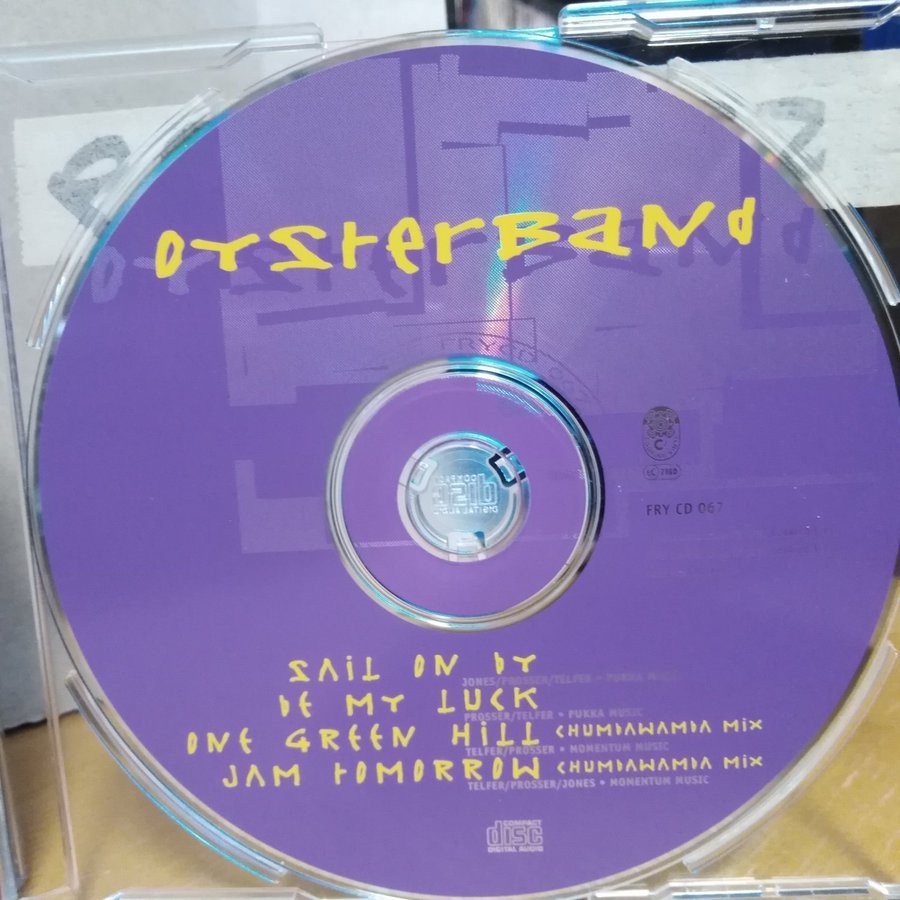 OYSTERBAND
FRY CD 067
SAIL ON BY
JONES/PROSSER/TELFER • PUKKA MUSIC
BE MY LUCK
PROSSER/TELFER • PUKKA MUSIC
ONE GREEN HILL CHUMBAWAMBA MIX
TELFER/PROSSER • MOMENTUM MUSIC
JAM TOMORROW CHUMBAWAMBA MIX
TELFER/PROSSER/JONES • MOMENTUM MUSIC
COMPACT
disc
DIGITAL AUDIO